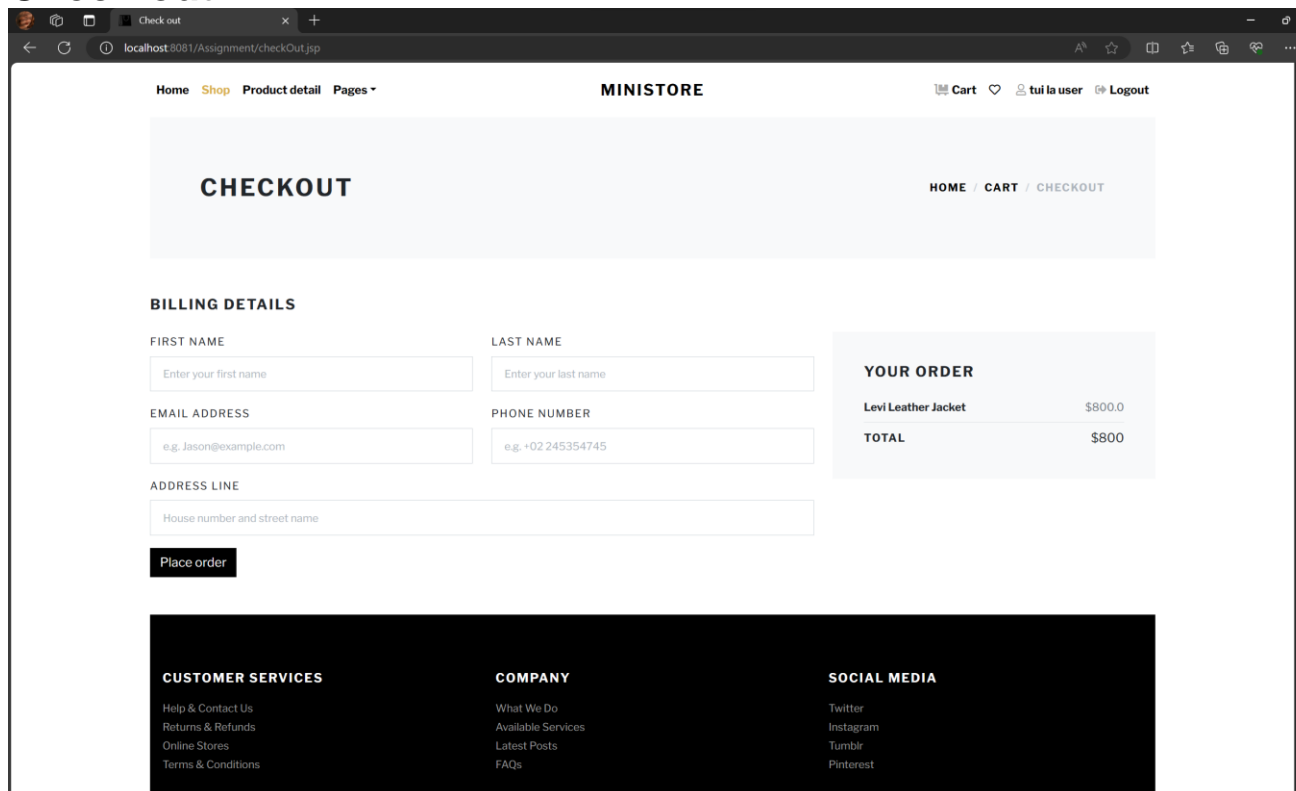 Check out
localhost:8081/Assignment/checkOut.jsp
Home Shop Product detail Pages MINISTORE Cart tui la user Logout
CHECKOUT HOME / CART / CHECKOUT
BILLING DETAILS
FIRST NAME LAST NAME
Enter your first name Enter your last name
EMAIL ADDRESS PHONE NUMBER
e.g. Jason@example.com e.g. +02 245354745
ADDRESS LINE
House number and street name
Place order
YOUR ORDER
Levi Leather Jacket $800.0
TOTAL $800
CUSTOMER SERVICES
Help & Contact Us
Returns & Refunds
Online Stores
Terms & Conditions
COMPANY
What We Do
Available Services
Latest Posts
FAQs
SOCIAL MEDIA
Twitter
Instagram
Tumblr
Pinterest